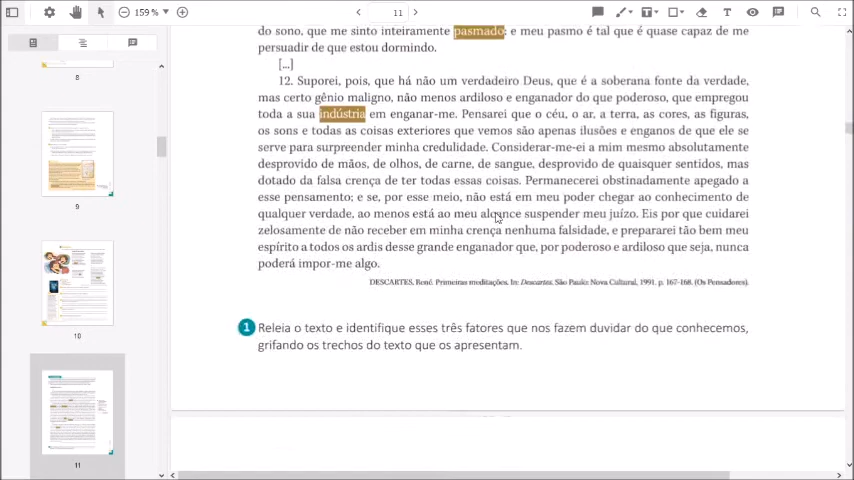 159%
11
do sono, que me sinto inteiramente pasmado: e meu pasmo é tal que é quase capaz de me
persuadir de que estou dormindo.
[...]
12. Suporei, pois, que há não um verdadeiro Deus, que é a soberana fonte da verdade,
mas certo gênio maligno, não menos ardiloso e enganador do que poderoso, que empregou
toda a sua indústria em enganar-me. Pensarei que o céu, o ar, a terra, as cores, as figuras,
os sons e todas as coisas exteriores que vemos são apenas ilusões e enganos de que ele se
serve para surpreender minha credulidade. Considerar-me-ei a mim mesmo absolutamente
desprovido de mãos, de olhos, de carne, de sangue, desprovido de quaisquer sentidos, mas
dotado da falsa crença de ter todas essas coisas. Permanecerei obstinadamente apegado a
esse pensamento; e se, por esse meio, não está em meu poder chegar ao conhecimento de
qualquer verdade, ao menos está ao meu alcance suspender meu juízo. Eis por que cuidarei
zelosamente de não receber em minha crença nenhuma falsidade, e prepararei tão bem meu
espírito a todos os ardis desse grande enganador que, por poderoso e ardiloso que seja, nunca
poderá impor-me algo.
DESCARTES, René. Primeiras meditações. In: Descartes. São Paulo: Nova Cultural, 1991. p. 167-168. (Os Pensadores).
1 Releia o texto e identifique esses três fatores que nos fazem duvidar do que conhecemos,
grifando os trechos do texto que os apresentam.
8
9
10
11